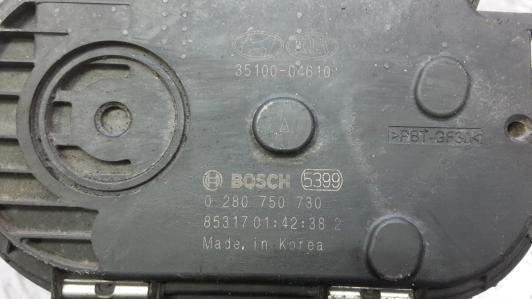 35100-04610
>PBT-GF30<
BOSCH 5399
0 280 750 730
85317 01:42:38 2
Made in Korea